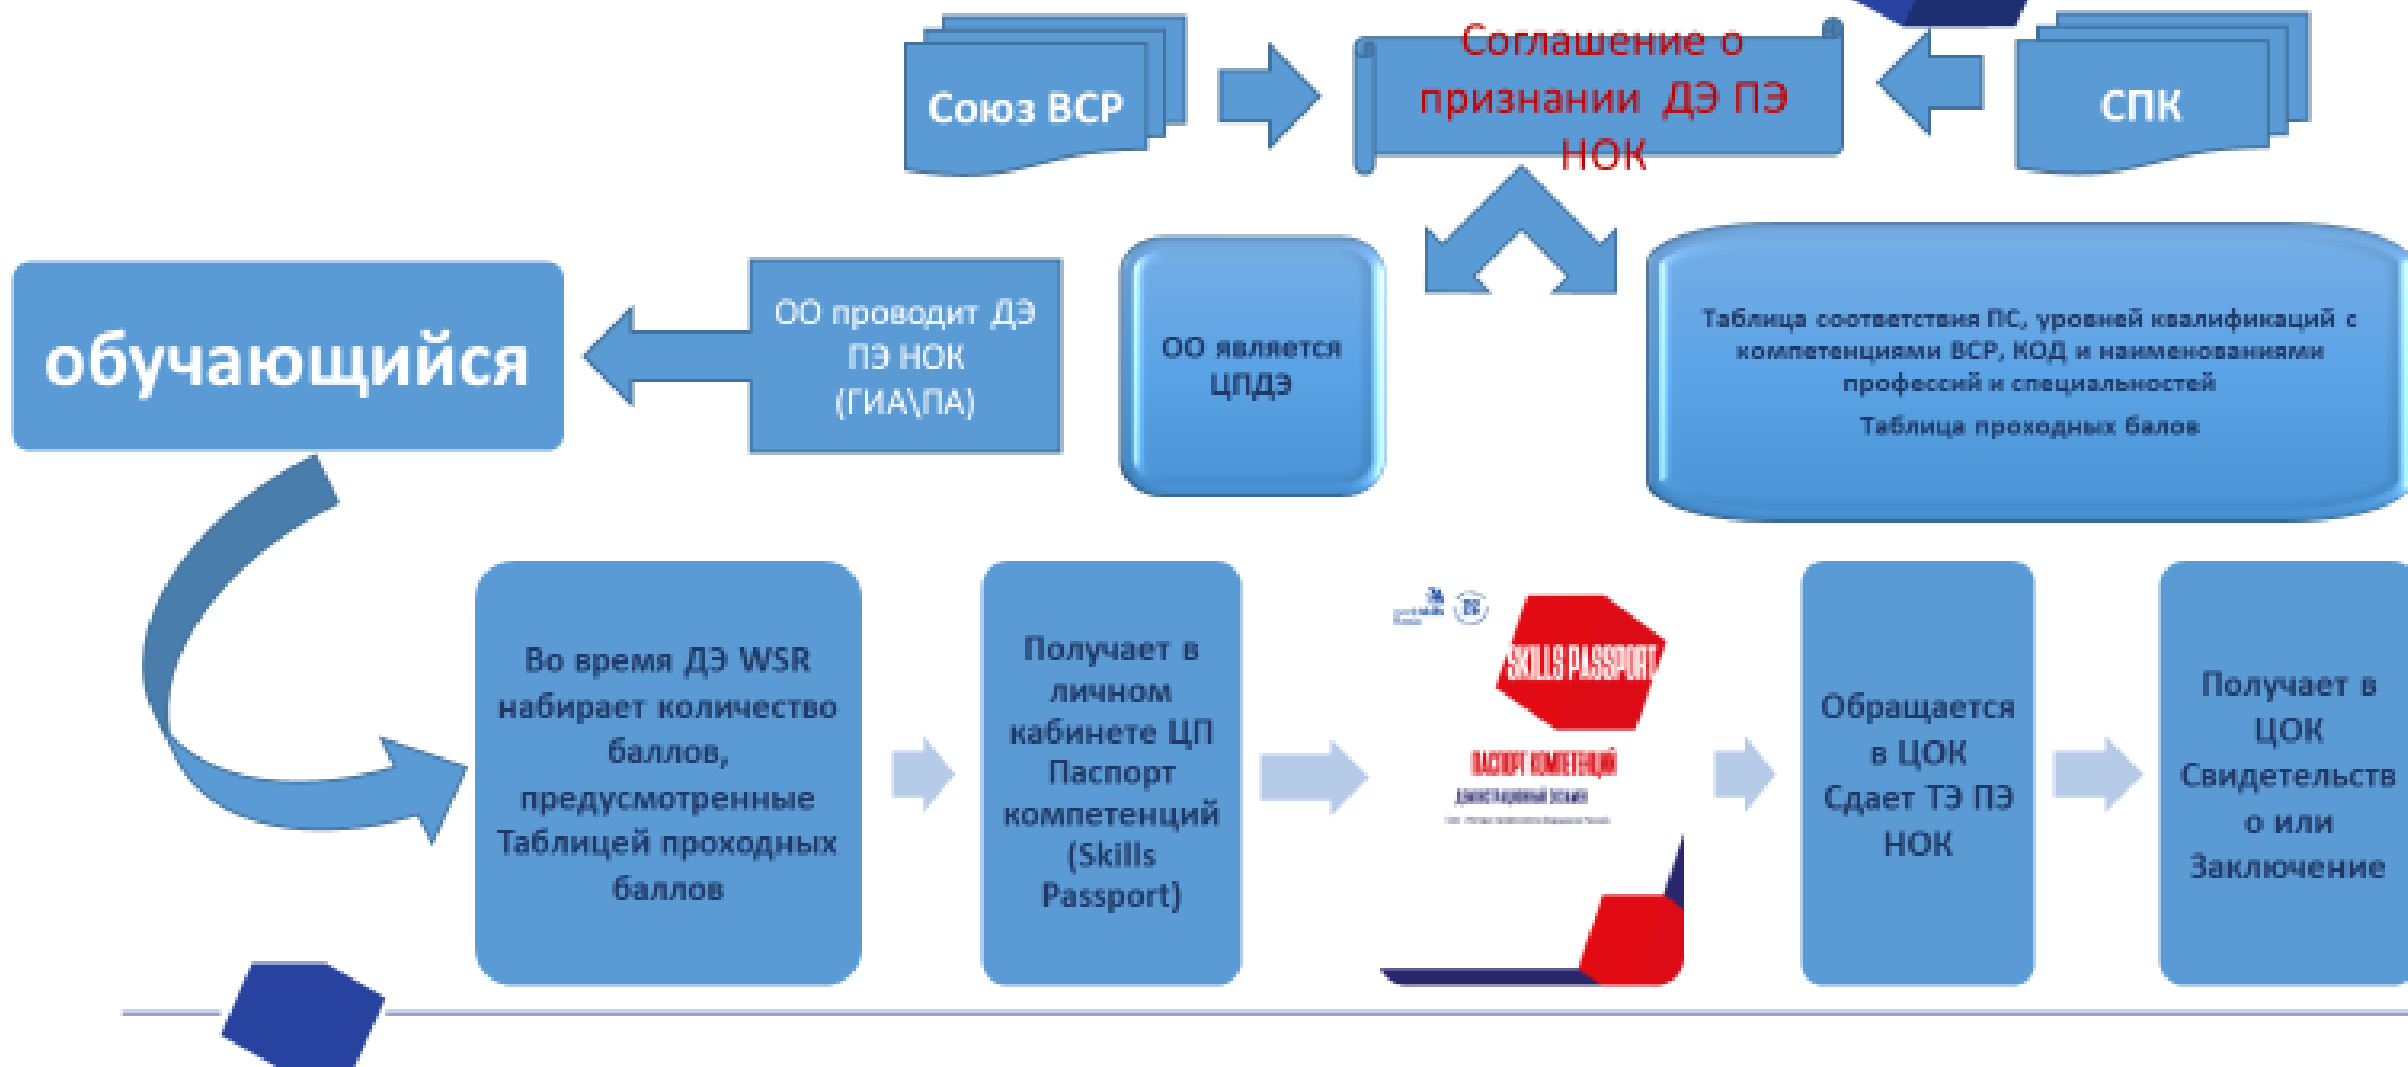 Союз ВСР
Соглашение о
признании ДЭ ПЭ
НОК
СПК
обучающийся
ОО проводит ДЭ
ПЭ НОК
(ГИА\ПА)
ОО является
ЦПДЭ
Таблица соответствия ПС, уровней квалификаций с
компетенциями ВСР, КОД и наименованиями
профессий и специальностей
Таблица проходных балов
Во время ДЭ WSR
набирает количество
баллов,
предусмотренные
Таблицей проходных
баллов
Получает в
личном
кабинете ЦП
Паспорт
компетенций
(Skills
Passport)
SKILLS PASSPORT
ПАСПОРТ КОМПЕТЕНЦИЙ
ДЕМОНСТРАЦИОННЫЙ ЭКЗАМЕН
Обращается
в ЦОК
Сдает ТЭ ПЭ
НОК
Получает в
ЦОК
Свидетельств
о или
Заключение